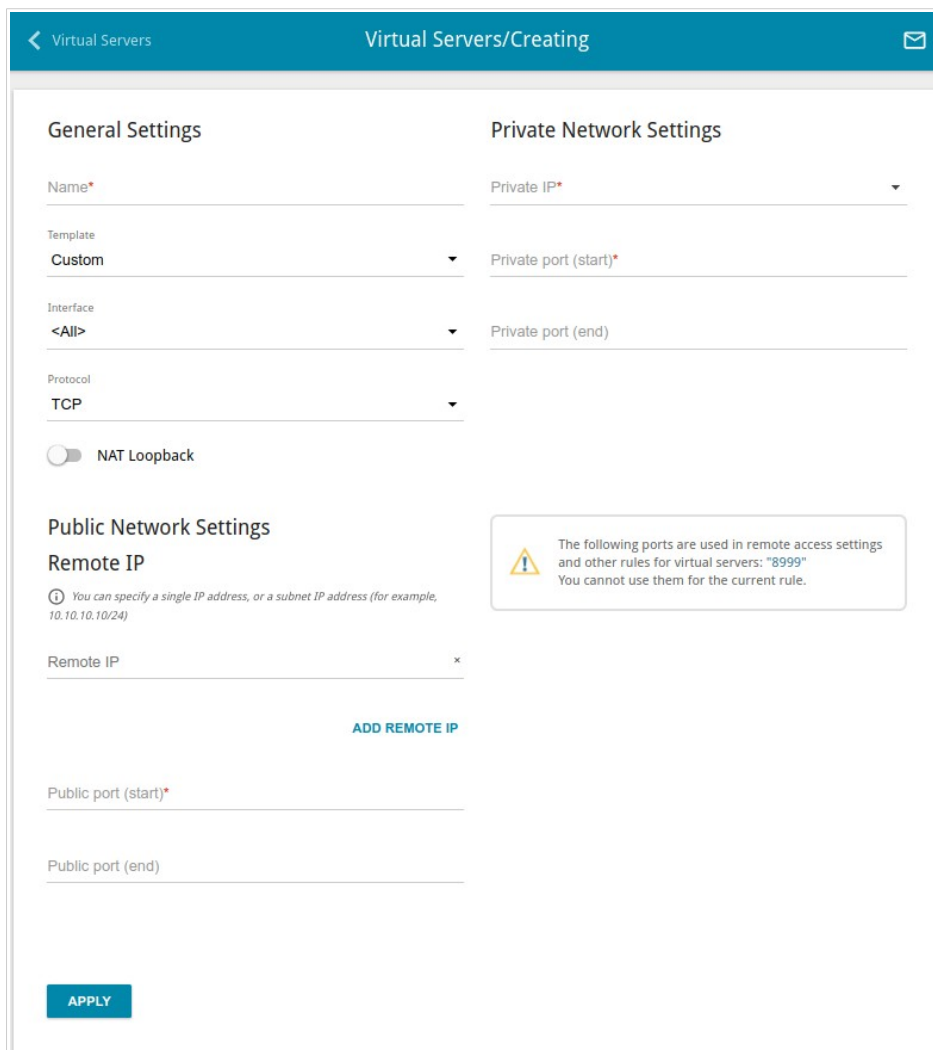 Virtual Servers
Virtual Servers/Creating
General Settings
Name*
Template
Custom
Interface
<All>
Protocol
TCP
NAT Loopback
Private Network Settings
Private IP*
Private port (start)*
Private port (end)
Public Network Settings
Remote IP
You can specify a single IP address, or a subnet IP address (for example,
10.10.10.10/24)
Remote IP
ADD REMOTE IP
Public port (start)*
Public port (end)
The following ports are used in remote access settings
and other rules for virtual servers: "8999"
You cannot use them for the current rule.
APPLY